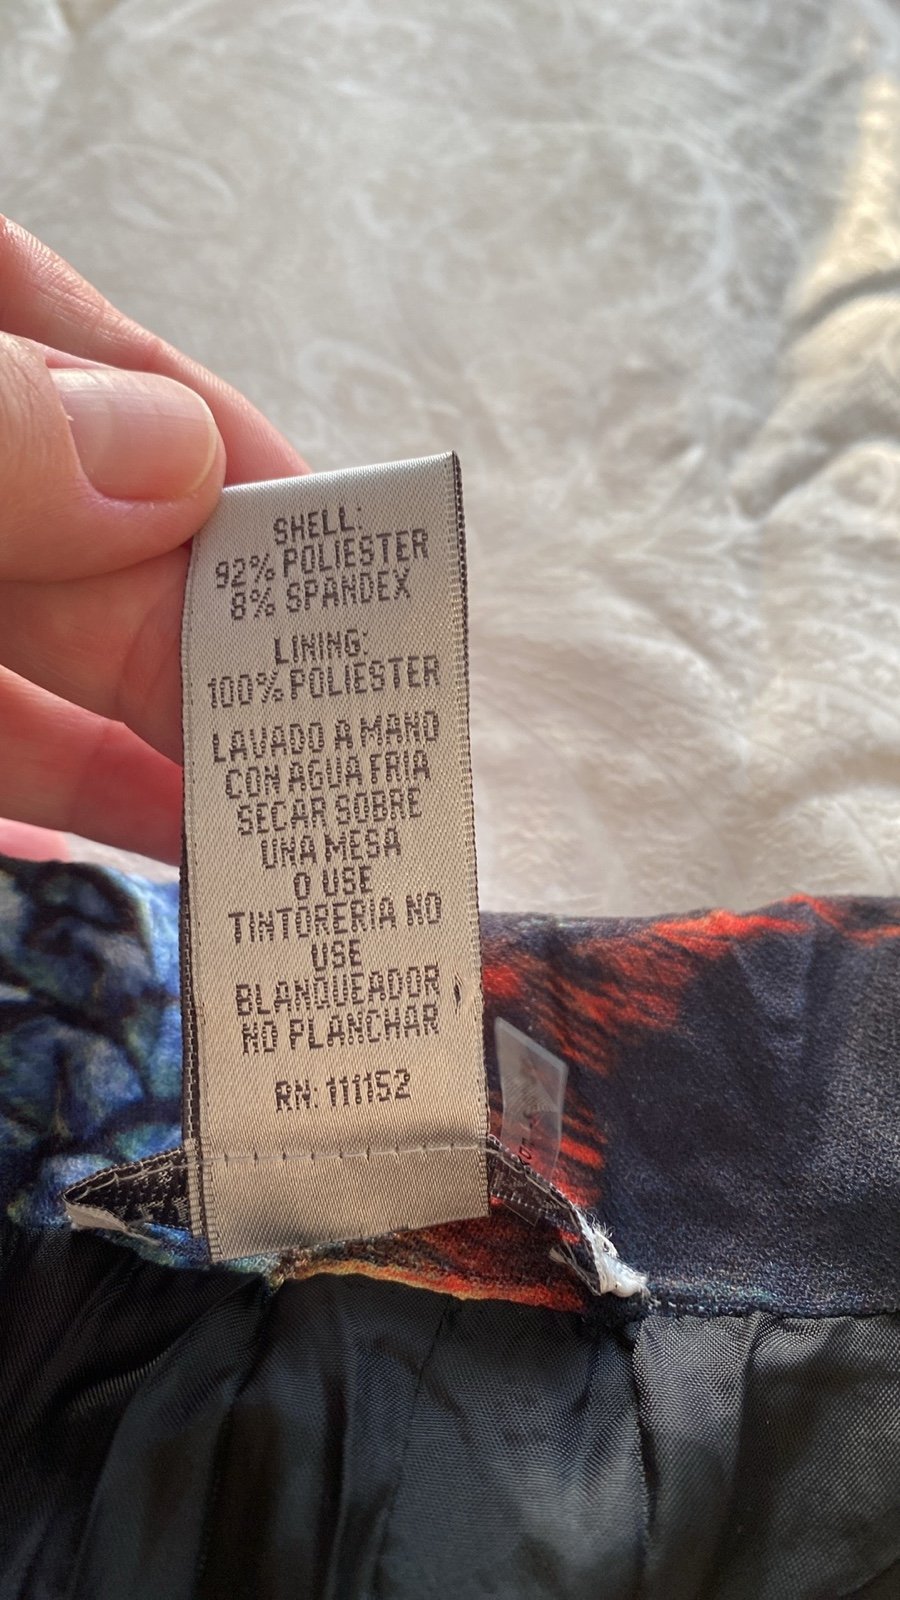 SHELL:
92% POLIESTER
8% SPANDEX
LINING:
100% POLIESTER
LAVADO A MANO
CON AGUA FRIA
SECAR SOBRE
UNA MESA
O USE
TINTORERIA NO
USE
BLANQUEADOR
NO PLANCHAR
RN: 111152